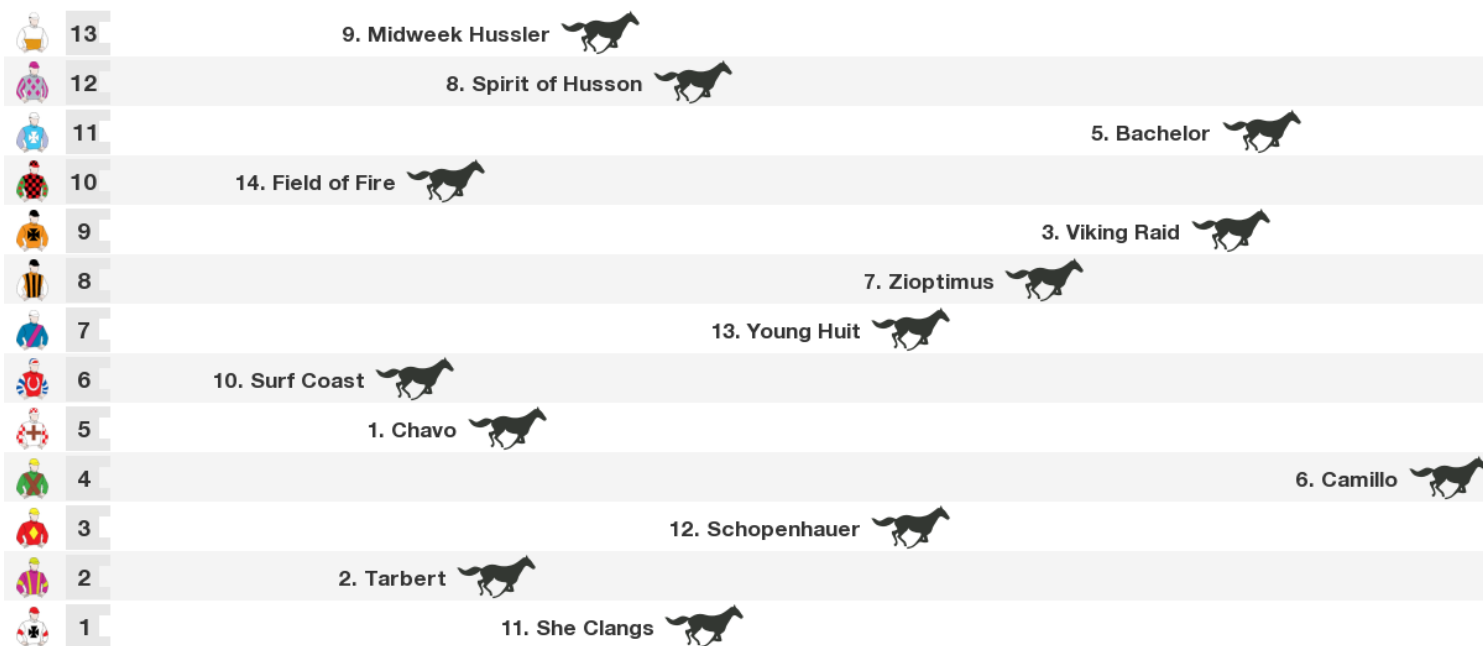 13 9. Midweek Hussler
12 8. Spirit of Husson
11 5. Bachelor
10 14. Field of Fire
9 3. Viking Raid
8 7. Zioptimus
7 13. Young Huit
6 10. Surf Coast
5 1. Chavo
4 6. Camillo
3 12. Schopenhauer
2 2. Tarbert
1 11. She Clangs